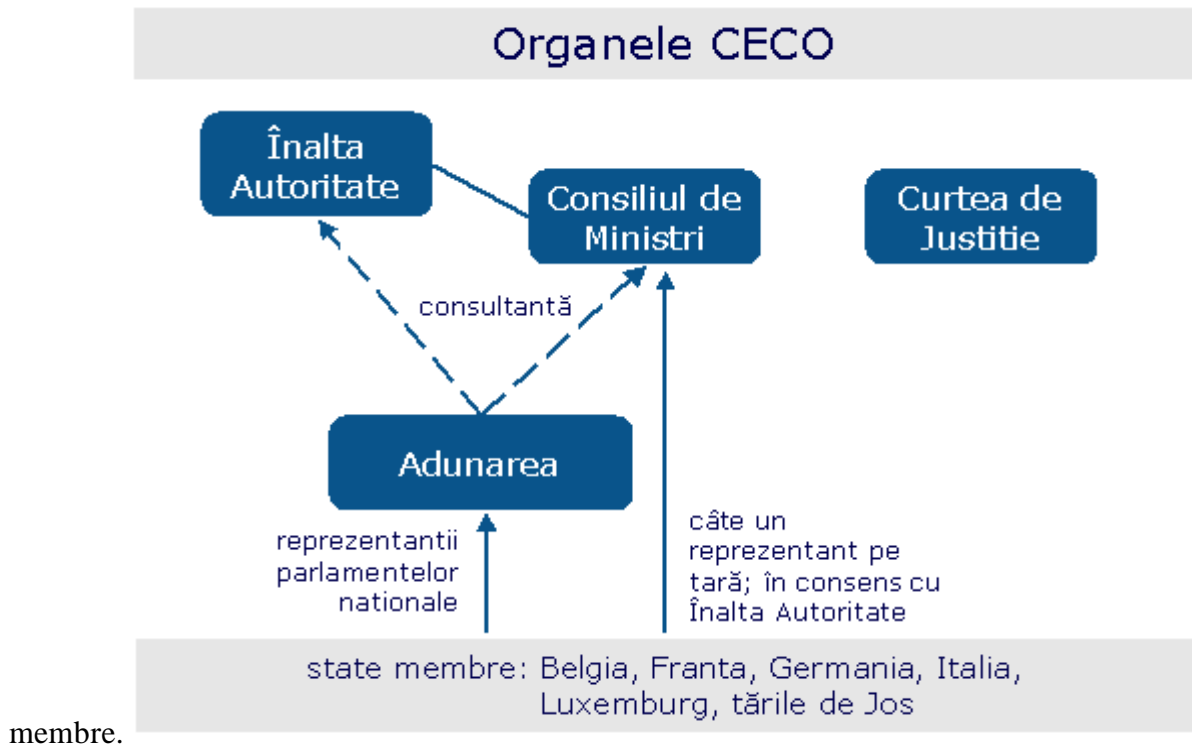 Organele CECO
Înalta
Autoritate
Consiliul de
Ministri
Curtea de
Justitie
consultantă
Adunarea
reprezentantii
parlamentelor
nationale
câte un
reprezentant pe
tară; în consens cu
Înalta Autoritate
state membre: Belgia, Franta, Germania, Italia,
Luxemburg, tările de Jos
membre.